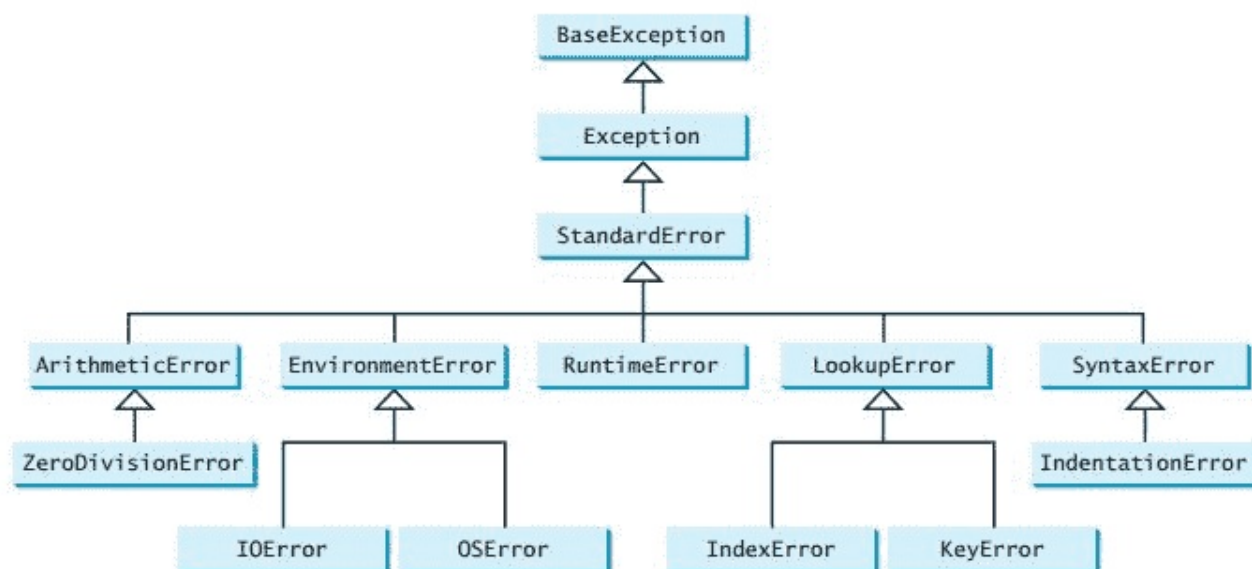 BaseException
Exception
StandardError
ArithmeticError
EnvironmentError
RuntimeError
LookupError
SyntaxError
ZeroDivisionError
IndentationError
IOError
OSError
IndexError
KeyError